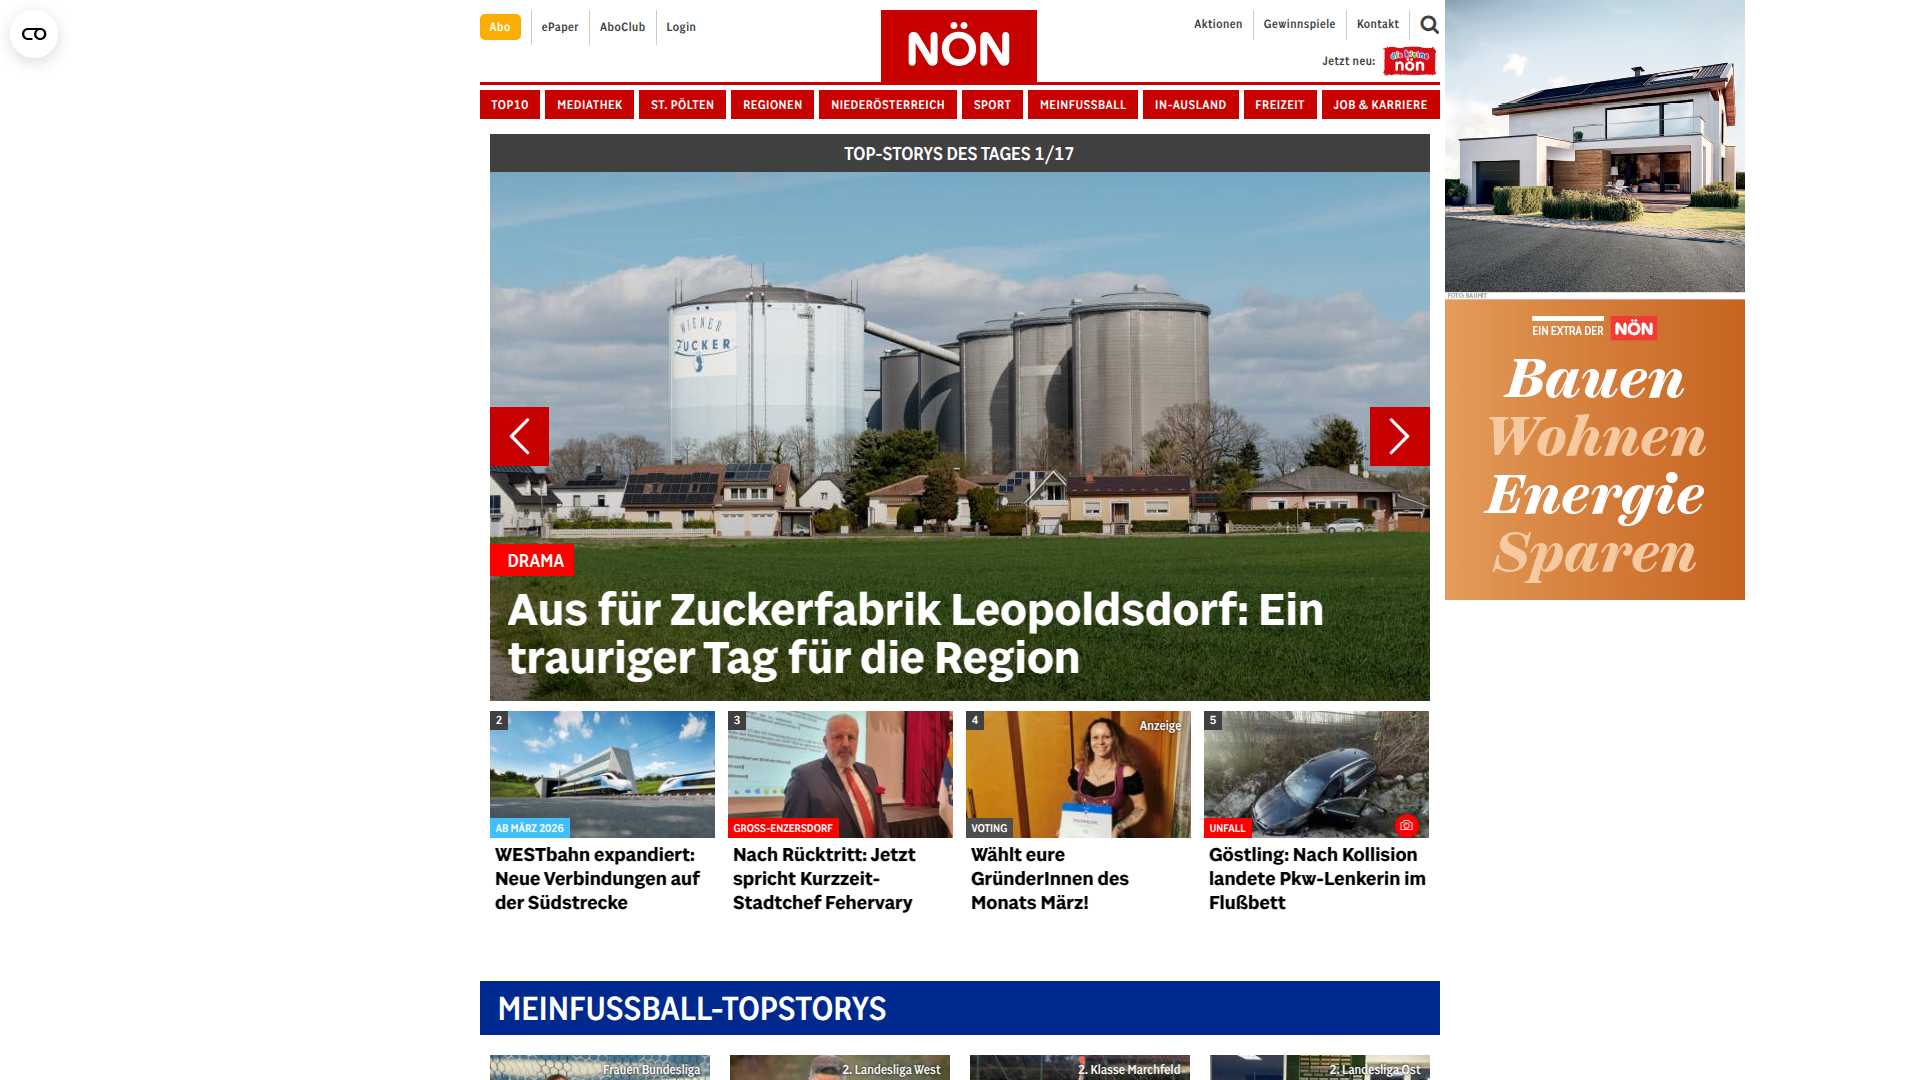 Abo
ePaper
AboClub
Login
NÖN
Aktionen
Gewinnspiele
Kontakt
Jetzt neu:
die kleine
nön
TOP10
MEDIATHEK
ST. PÖLTEN
REGIONEN
NIEDERÖSTERREICH
SPORT
MEINFUSSBALL
IN-AUSLAND
FREIZEIT
JOB & KARRIERE
TOP-STORYS DES TAGES 1/17
WIENER
ZUCKER
DRAMA
Aus für Zuckerfabrik Leopoldsdorf: Ein
trauriger Tag für die Region
FOTO: BAUMIT
EIN EXTRA DER NÖN
Bauen
Wohnen
Energie
Sparen
2
AB MÄRZ 2026
WESTbahn expandiert:
Neue Verbindungen auf
der Südstrecke
3
GROSS-ENZERSDORF
Nach Rücktritt: Jetzt
spricht Kurzzeit-
Stadtchef Fehervary
4
Anzeige
VOTING
Wählt eure
GründerInnen des
Monats März!
5
UNFALL
Göstling: Nach Kollision
landete Pkw-Lenkerin im
Flußbett
MEINFUSSBALL-TOPSTORYS
Frauen Bundesliga
2. Landesliga West
2. Klasse Marchfeld
2. Landesliga Ost